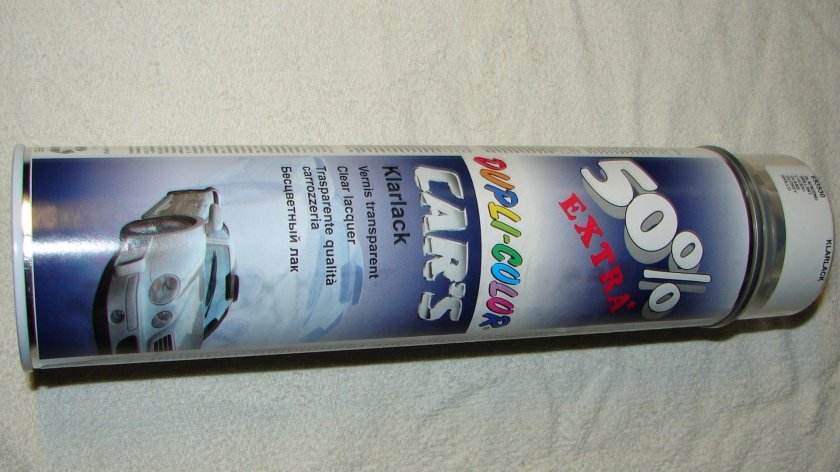 50%
EXTRA*
DUPLI-COLOR
CAR'S
Klarlack
Vernis transparent
Clear lacquer
Trasparente qualità
carrozzeria
Бесцветный лак
KLARLACK